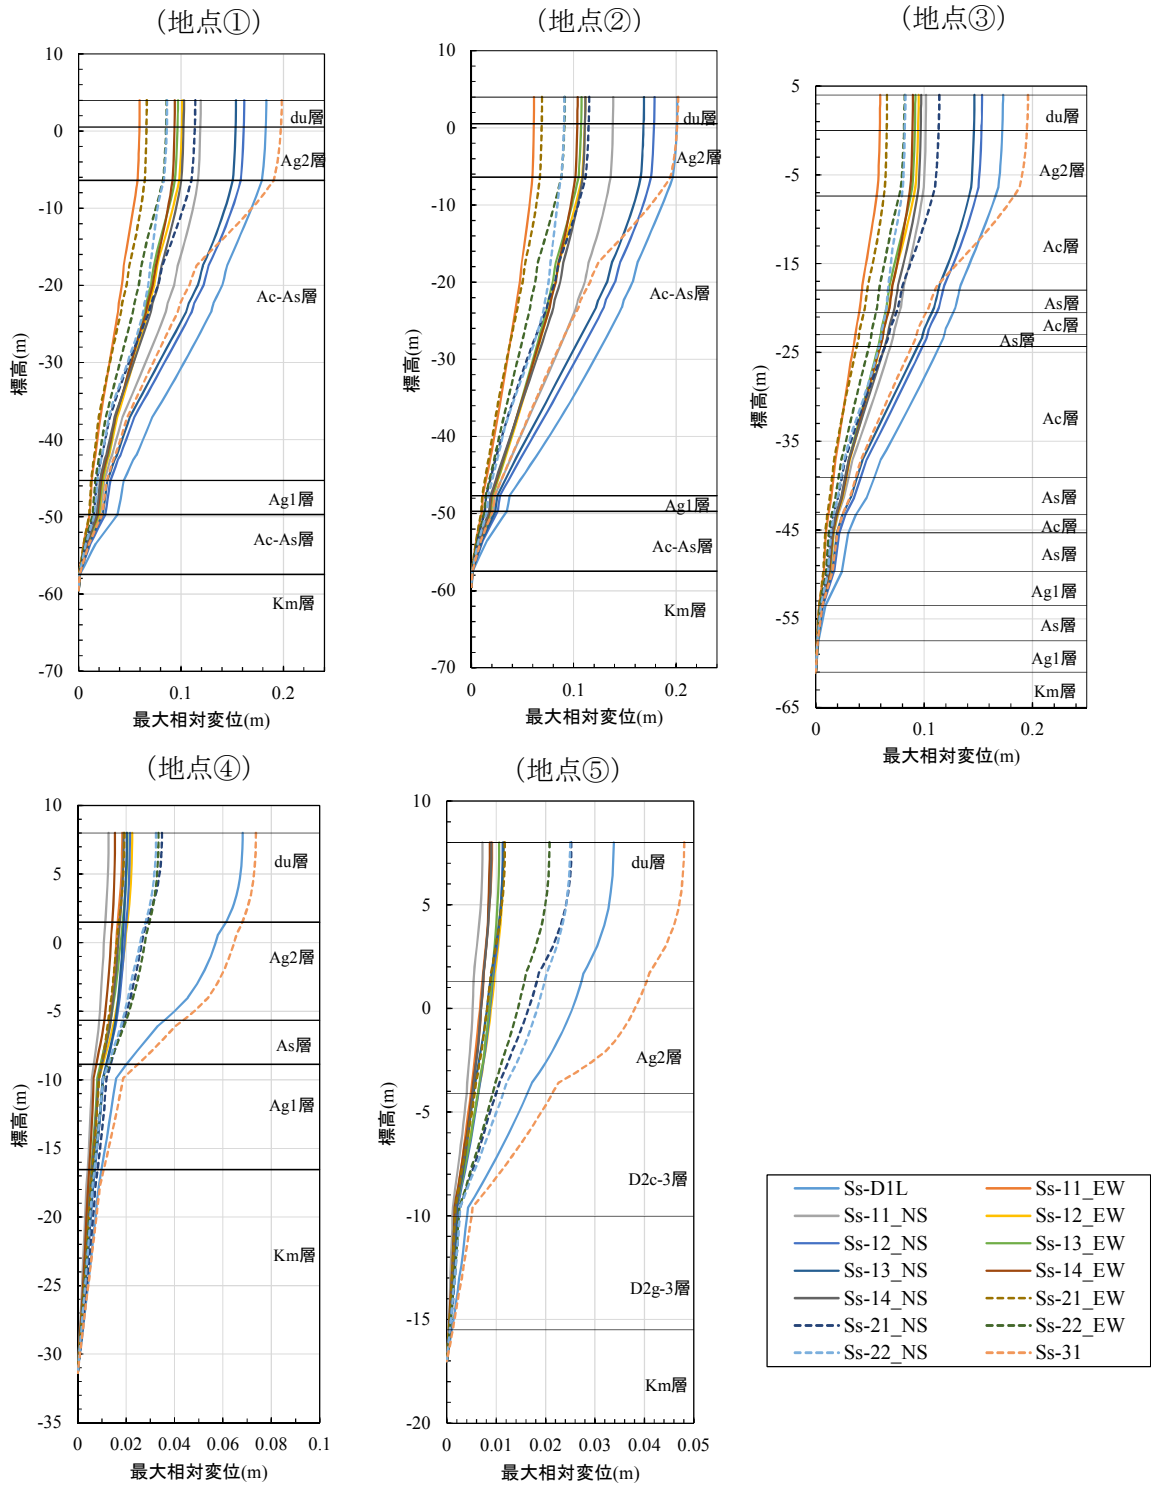 (地点①)
10
0
-10
-20
-30
-40
-50
-60
-70
標高(m)
du層
Ag2層
Ac-As層
Ag1層
Ac-As層
Km層
0
0.1
0.2
最大相対変位(m)
(地点②)
10
0
-10
-20
-30
-40
-50
-60
-70
標高(m)
du層
Ag2層
Ac-As層
Ag1層
Ac-As層
Km層
0
0.1
0.2
最大相対変位(m)
(地点③)
5
-5
-15
-25
-35
-45
-55
-65
標高(m)
du層
Ag2層
Ac層
As層
Ac層
As層
Ac層
As層
Ac層
As層
Ag1層
As層
Ag1層
Km層
0
0.1
0.2
最大相対変位(m)
(地点④)
10
5
0
-5
-10
-15
-20
-25
-30
-35
標高(m)
du層
Ag2層
As層
Ag1層
Km層
0
0.02
0.04
0.06
0.08
0.1
最大相対変位(m)
(地点⑤)
10
5
0
-5
-10
-15
-20
標高(m)
du層
Ag2層
D2c-3層
D2g-3層
Km層
0
0.01
0.02
0.03
0.04
0.05
最大相対変位(m)
Ss-D1L
Ss-11_EW
Ss-11_NS
Ss-12_EW
Ss-12_NS
Ss-13_EW
Ss-13_NS
Ss-14_EW
Ss-14_NS
Ss-21_EW
Ss-21_NS
Ss-22_EW
Ss-22_NS
Ss-31